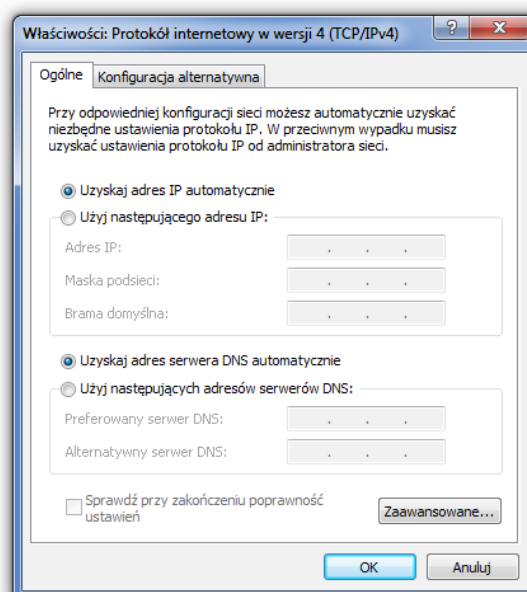 Właściwości: Protokół internetowy w wersji 4 (TCP/IPv4)
Ogólne
Konfiguracja alternatywna
Przy odpowiedniej konfiguracji sieci możesz automatycznie uzyskać
niezbędne ustawienia protokołu IP. W przeciwnym wypadku musisz
uzyskać ustawienia protokołu IP od administratora sieci.
Uzyskaj adres IP automatycznie
Użyj następującego adresu IP:
Adres IP:
Maska podsieci:
Brama domyślna:
Uzyskaj adres serwera DNS automatycznie
Użyj następujących adresów serwerów DNS:
Preferowany serwer DNS:
Alternatywny serwer DNS:
Sprawdź przy zakończeniu poprawność
ustawień
Zaawansowane...
OK
Anuluj